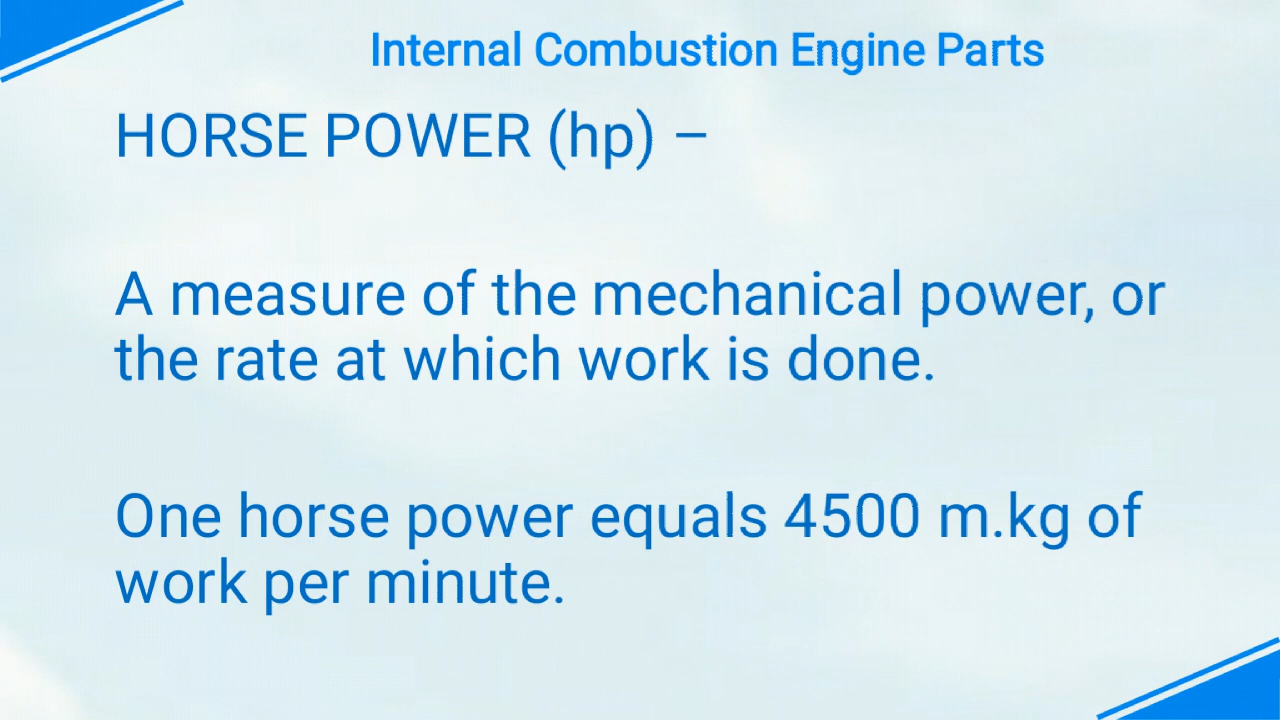 Internal Combustion Engine Parts
HORSE POWER (hp) –
A measure of the mechanical power, or
the rate at which work is done.
One horse power equals 4500 m.kg of
work per minute.